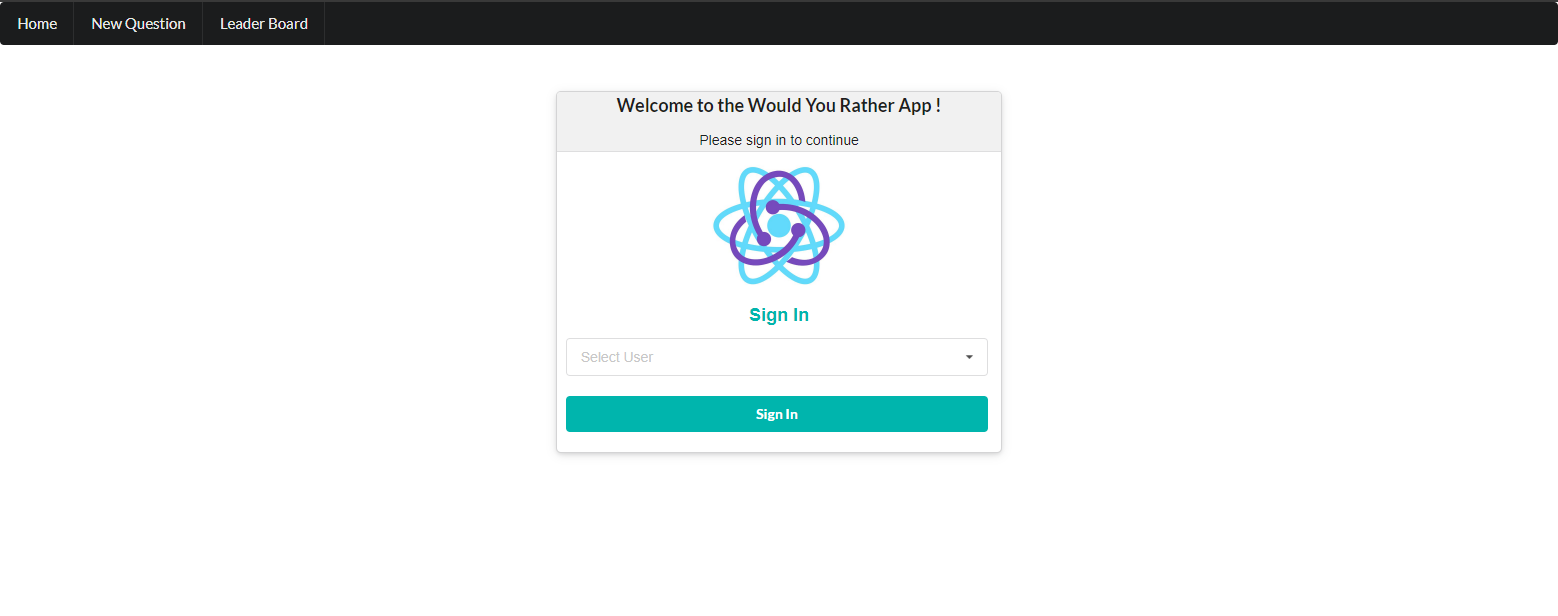 Home New Question Leader Board
Welcome to the Would You Rather App !
Please sign in to continue
Sign In
Select User
Sign In